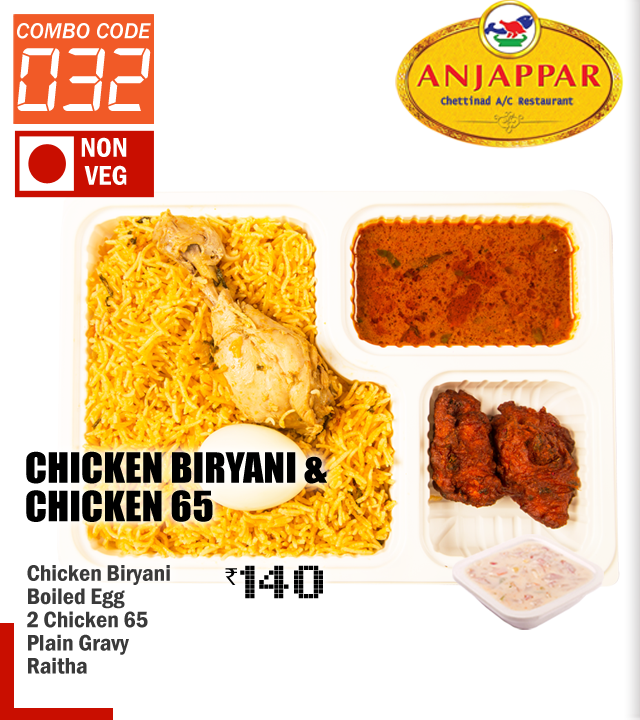 COMBO CODE
032
NON
VEG
ANJAPPAR
Chettinad A/C Restaurant
CHICKEN BIRYANI &
CHICKEN 65
Chicken Biryani
Boiled Egg
2 Chicken 65
Plain Gravy
Raitha
₹140